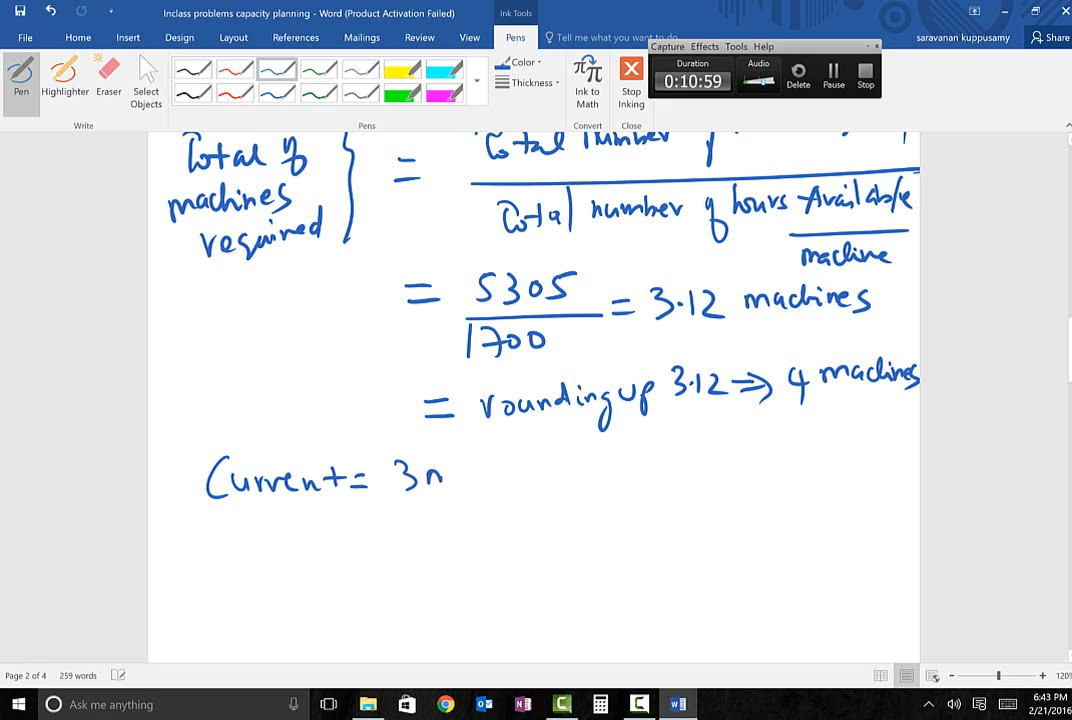 Inclass problems capacity planning - Word (Product Activation Failed)
Ink Tools
File Home Insert Design Layout References Mailings Review View Pens Tell me what you want to do
saravanan kuppusamy Share
Capture Effects Tools Help
Duration Audio
0:10:59 Delete Pause Stop
Pen Highlighter Eraser Select Objects
Color
Thickness
Ink to Math
Stop Inking
Write Pens Convert Close
Total of machines required = Total number
Total number of hours Available
machine
= 5305
1700
= 3.12 machines
= rounding up 3.12 ⇒ 4 machines
Current = 3
Page 2 of 4 259 words
- + 120%
Ask me anything
6:43 PM
2/21/2016